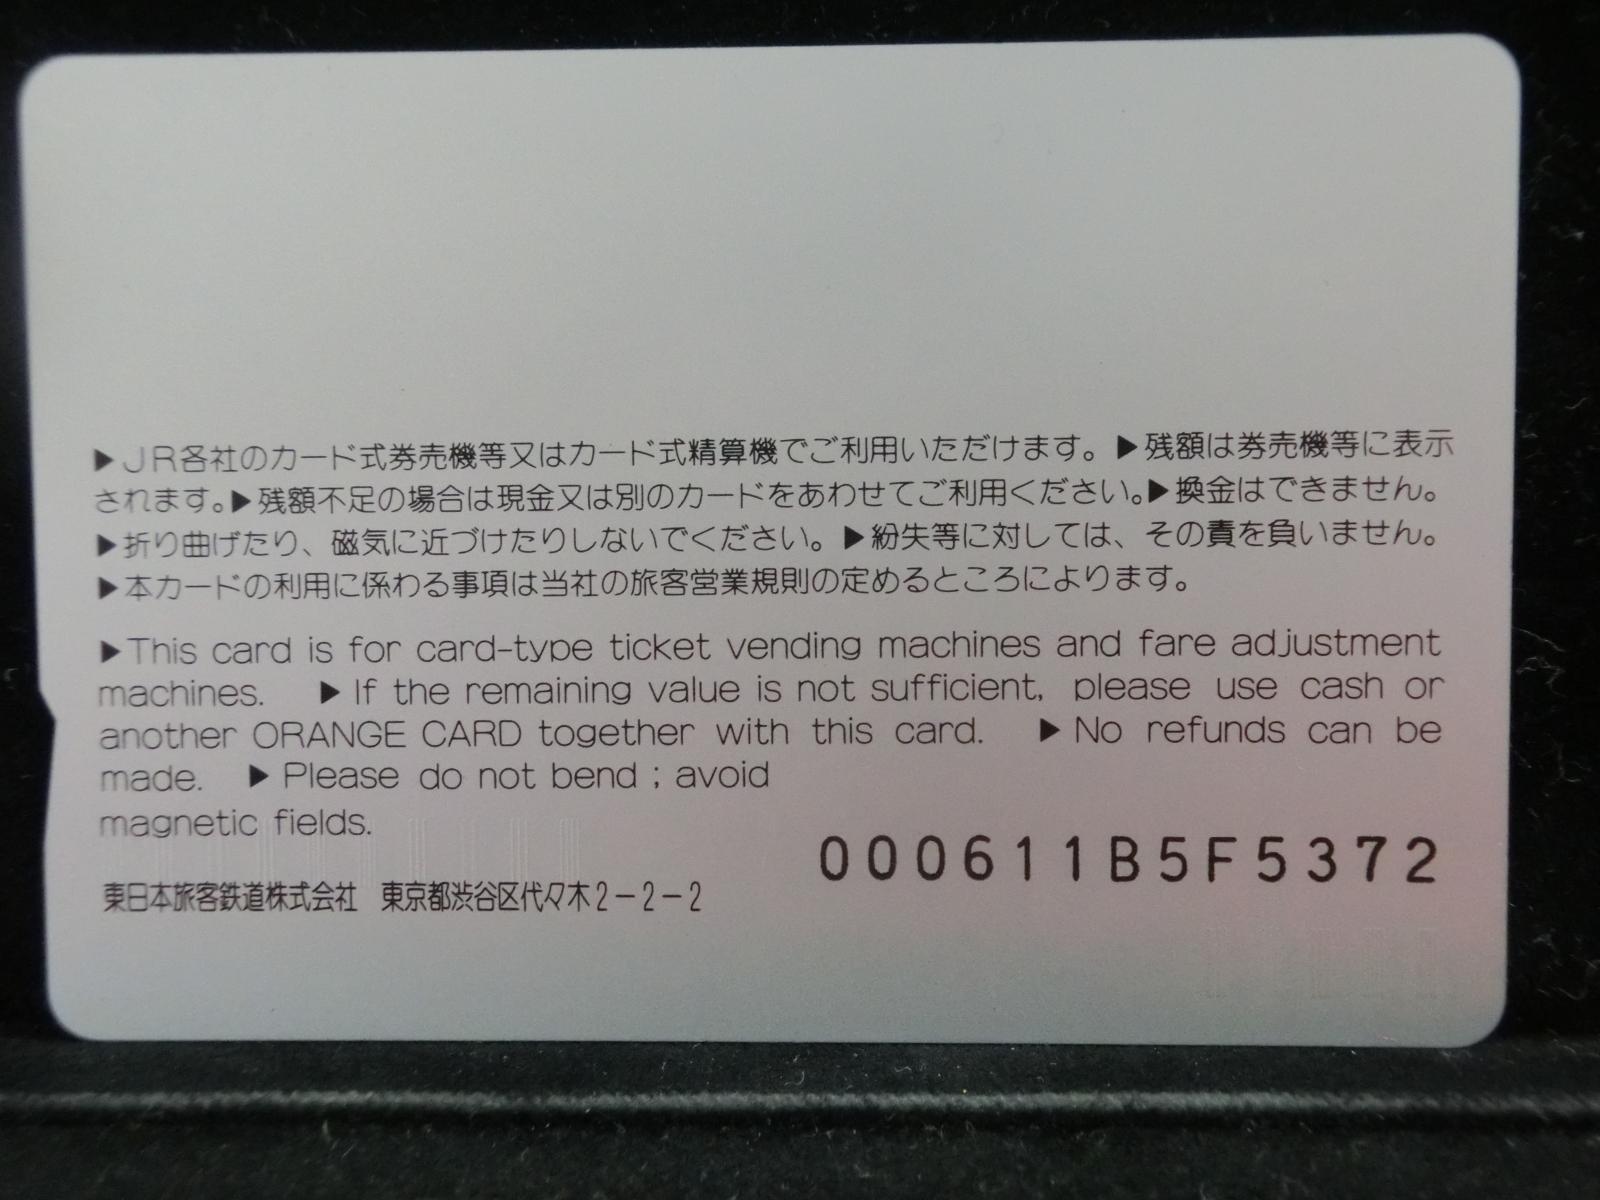 ▶JR各社のカード式券売機等又はカード式精算機でご利用いただけます。▶残額は券売機等に表示
されます。▶残額不足の場合は現金又は別のカードをあわせてご利用ください。▶換金はできません。
▶折り曲げたり、磁気に近づけたりしないでください。▶紛失等に対しては、その責を負いません。
▶本カードの利用に係わる事項は当社の旅客営業規則の定めるところによります。
▶This card is for card-type ticket vending machines and fare adjustment
machines. ▶If the remaining value is not sufficient, please use cash or
another ORANGE CARD together with this card. ▶No refunds can be
made. ▶Please do not bend ; avoid
magnetic fields.
000611B5F5372
東日本旅客鉄道株式会社 東京都渋谷区代々木2-2-2